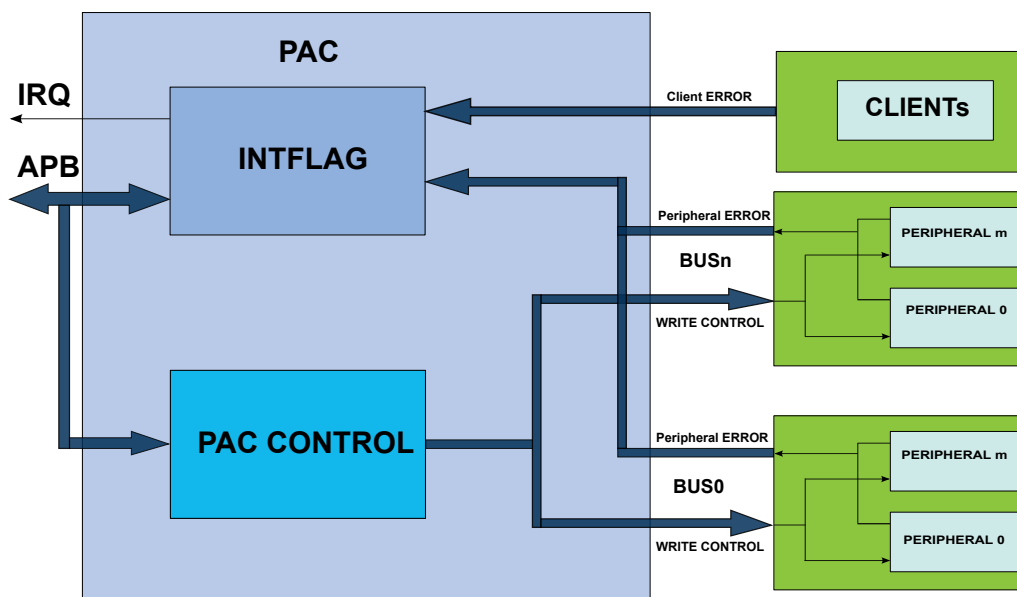 PAC
IRQ
INTFLAG
APB
Client ERROR
CLIENTs
Peripheral ERROR
BUSn
WRITE CONTROL
PERIPHERAL m
PERIPHERAL 0
PAC CONTROL
Peripheral ERROR
BUS0
WRITE CONTROL
PERIPHERAL m
PERIPHERAL 0